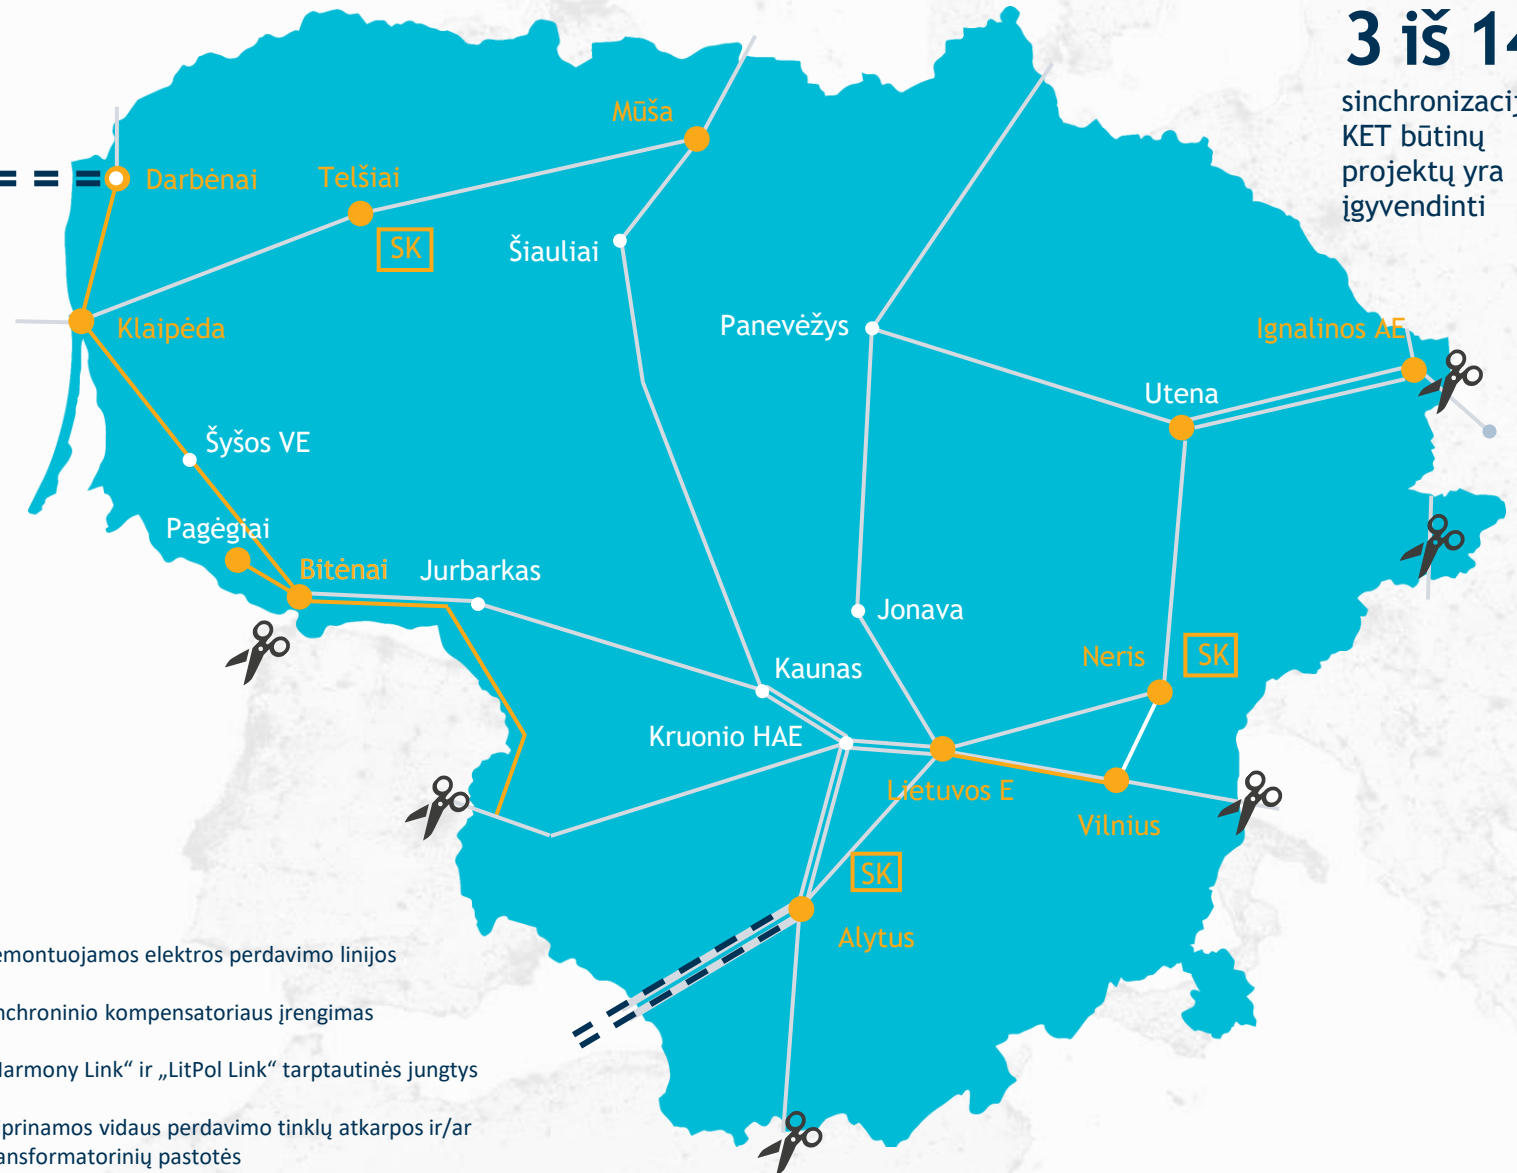 3 iš 14
sinchronizacij
KET būtinų
projektų yra
įgyvendinti
Mūša
Darbėnai
Telšiai
SK
Šiauliai
Klaipėda
Panevėžys
Ignalinos AE
Utena
Šyšos VE
Pagėgiai
Bitėnai
Jurbarkas
Jonava
Neris
SK
Kaunas
Kruonio HAE
Lietuvos E
Vilnius
SK
Alytus
emontuojamos elektros perdavimo linijos
nchroninio kompensatoriaus įrengimas
Harmony Link“ ir „LitPol Link“ tarptautinės jungtys
prinamos vidaus perdavimo tinklų atkarpos ir/ar
ansformatorinių pastotės